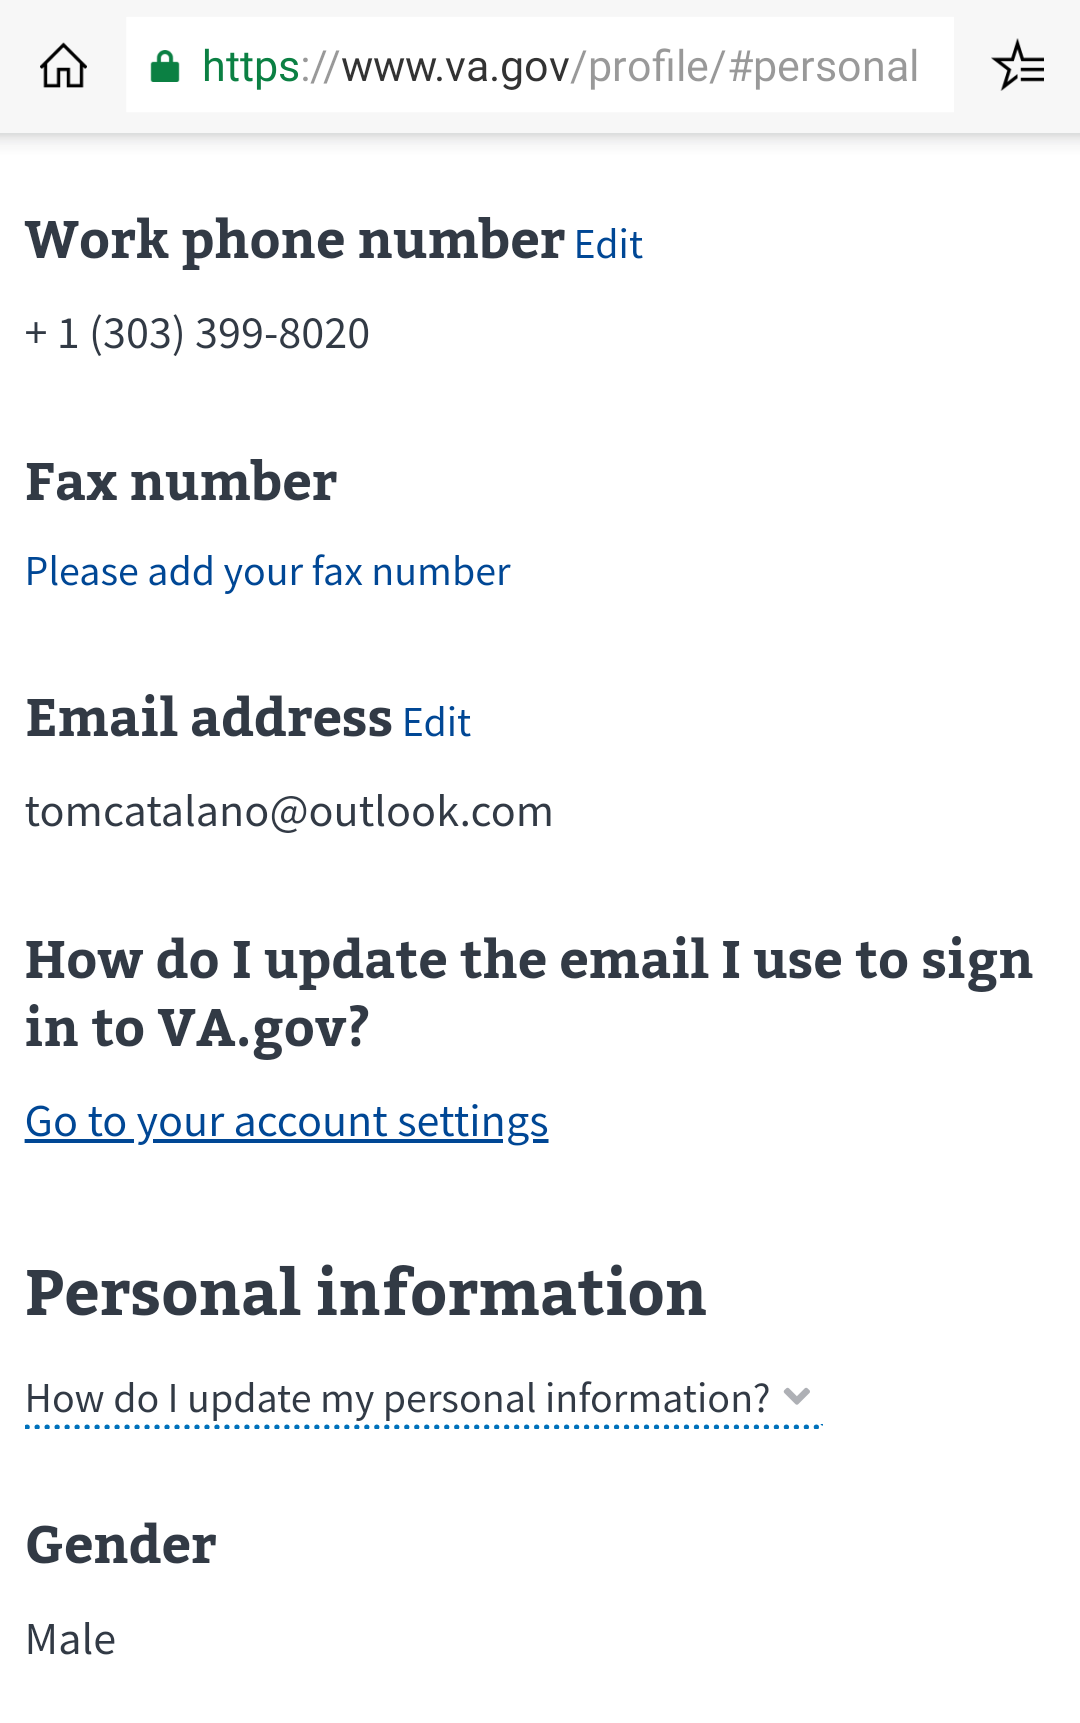 https://www.va.gov/profile/#personal
Work phone number Edit
+ 1 (303) 399-8020
Fax number
Please add your fax number
Email address Edit
tomcatalano@outlook.com
How do I update the email I use to sign
in to VA.gov?
Go to your account settings
Personal information
How do I update my personal information?
Gender
Male